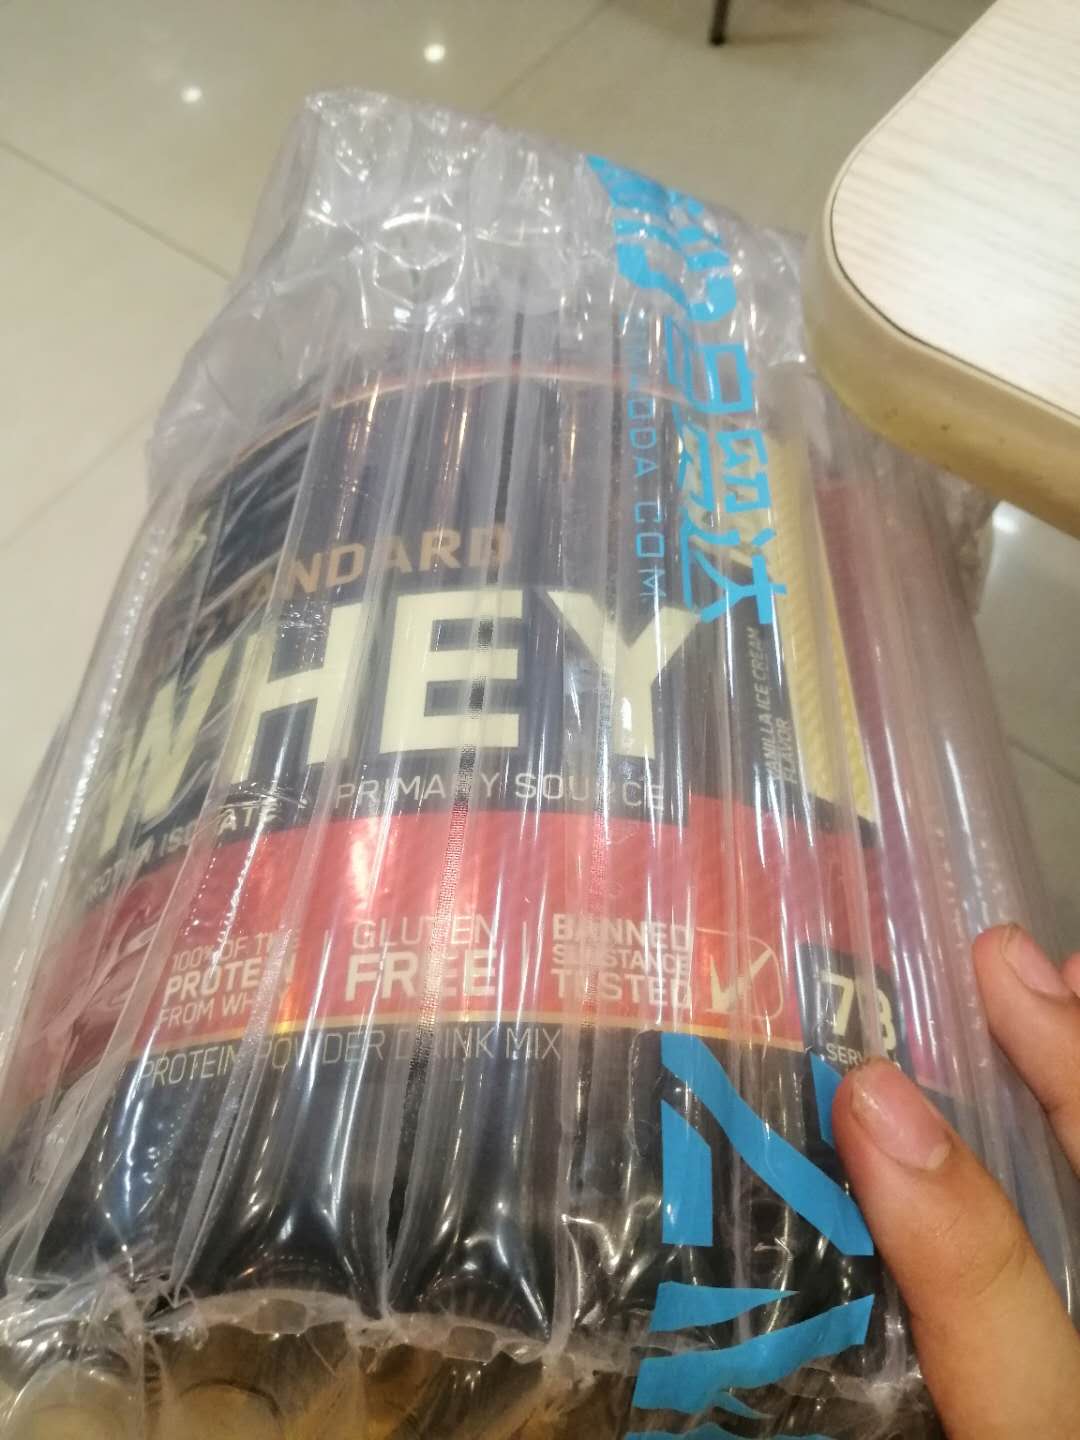 STANDARD
WHEY
PRIMARY SOURCE
PROTEIN ISOLATE
VANILLA ICE CREAM
FLAVOR
100% OF THE
PROTEIN
FROM WHEY
GLUTEN
FREE
BANNED
SUBSTANCE
TESTED
PROTEIN POWDER DRINK MIX